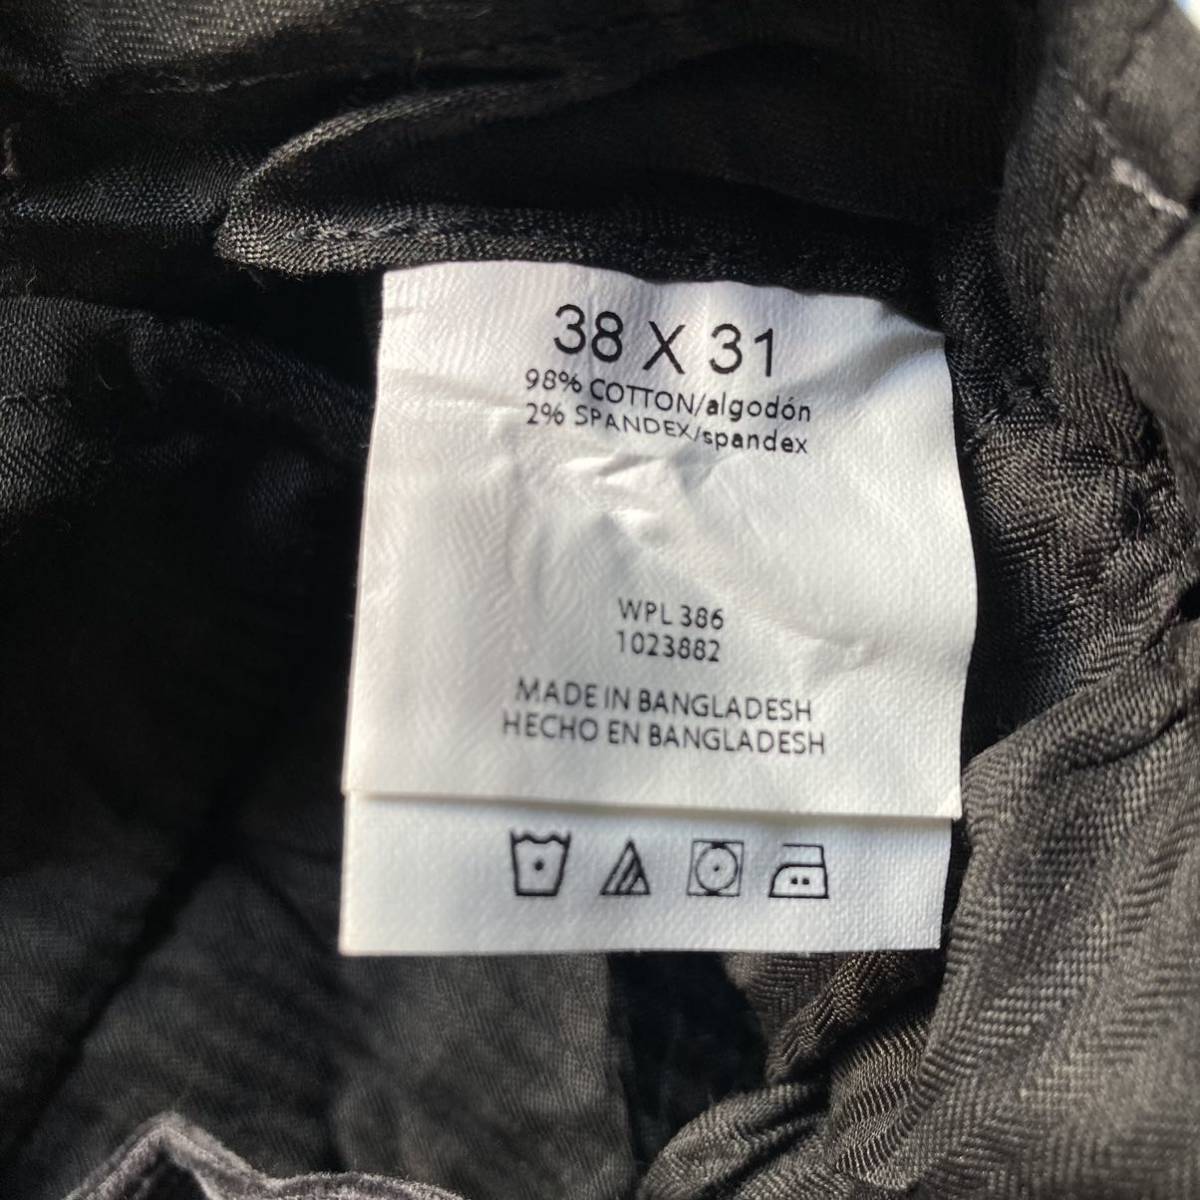 38 X 31
98% COTTON/algodón
2% SPANDEX/spandex
WPL 386
1023882
MADE IN BANGLADESH
HECHO EN BANGLADESH